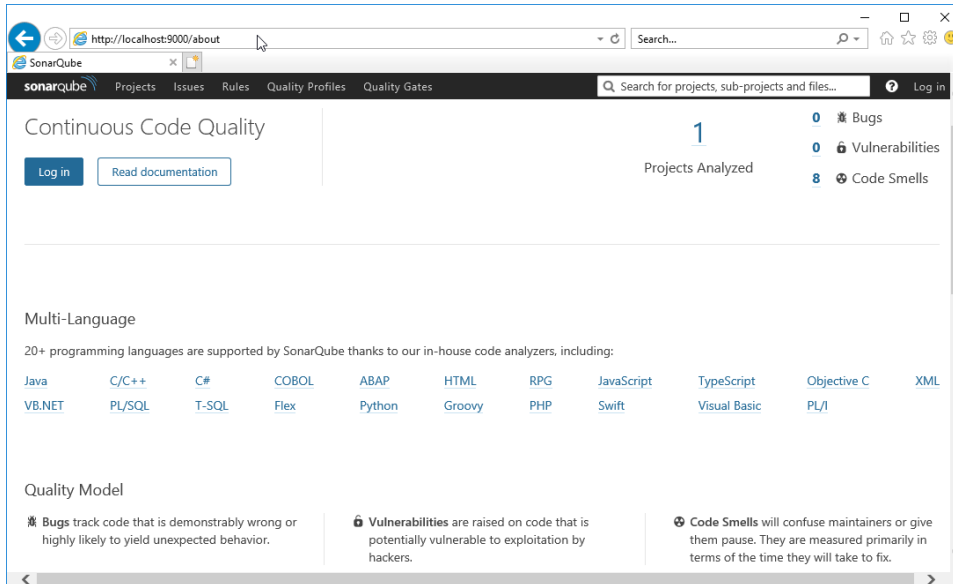 http://localhost:9000/about
Search...
SonarQube
sonarqube Projects Issues Rules Quality Profiles Quality Gates Search for projects, sub-projects and files... ? Log in
Continuous Code Quality
Log in Read documentation
1
Projects Analyzed
0 Bugs
0 Vulnerabilities
8 Code Smells
Multi-Language
20+ programming languages are supported by SonarQube thanks to our in-house code analyzers, including:
Java C/C++ C# COBOL ABAP HTML RPG JavaScript TypeScript Objective C XML
VB.NET PL/SQL T-SQL Flex Python Groovy PHP Swift Visual Basic PL/I
Quality Model
Bugs track code that is demonstrably wrong or
highly likely to yield unexpected behavior.
Vulnerabilities are raised on code that is
potentially vulnerable to exploitation by
hackers.
Code Smells will confuse maintainers or give
them pause. They are measured primarily in
terms of the time they will take to fix.